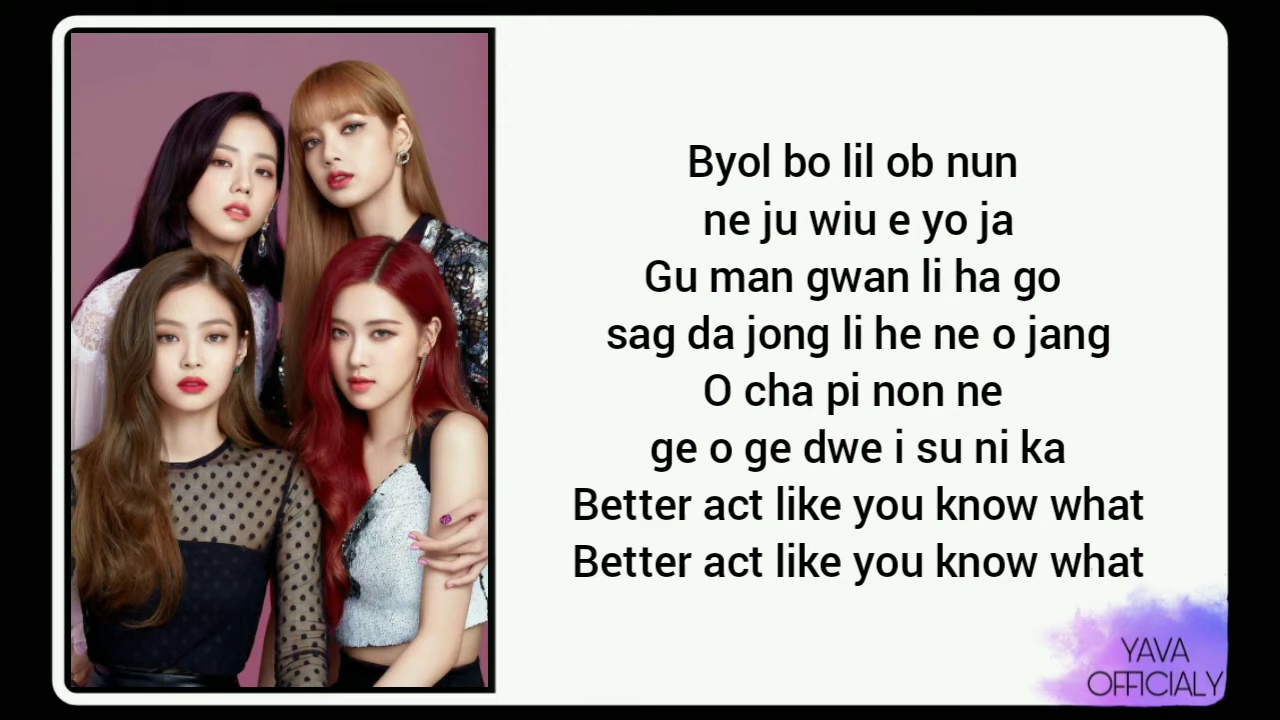 Byol bo lil ob nun
ne ju wiu e yo ja
Gu man gwan li ha go
sag da jong li he ne o jang
O cha pi non ne
ge o ge dwe i su ni ka
Better act like you know what
Better act like you know what
YAVA
OFFICIALY